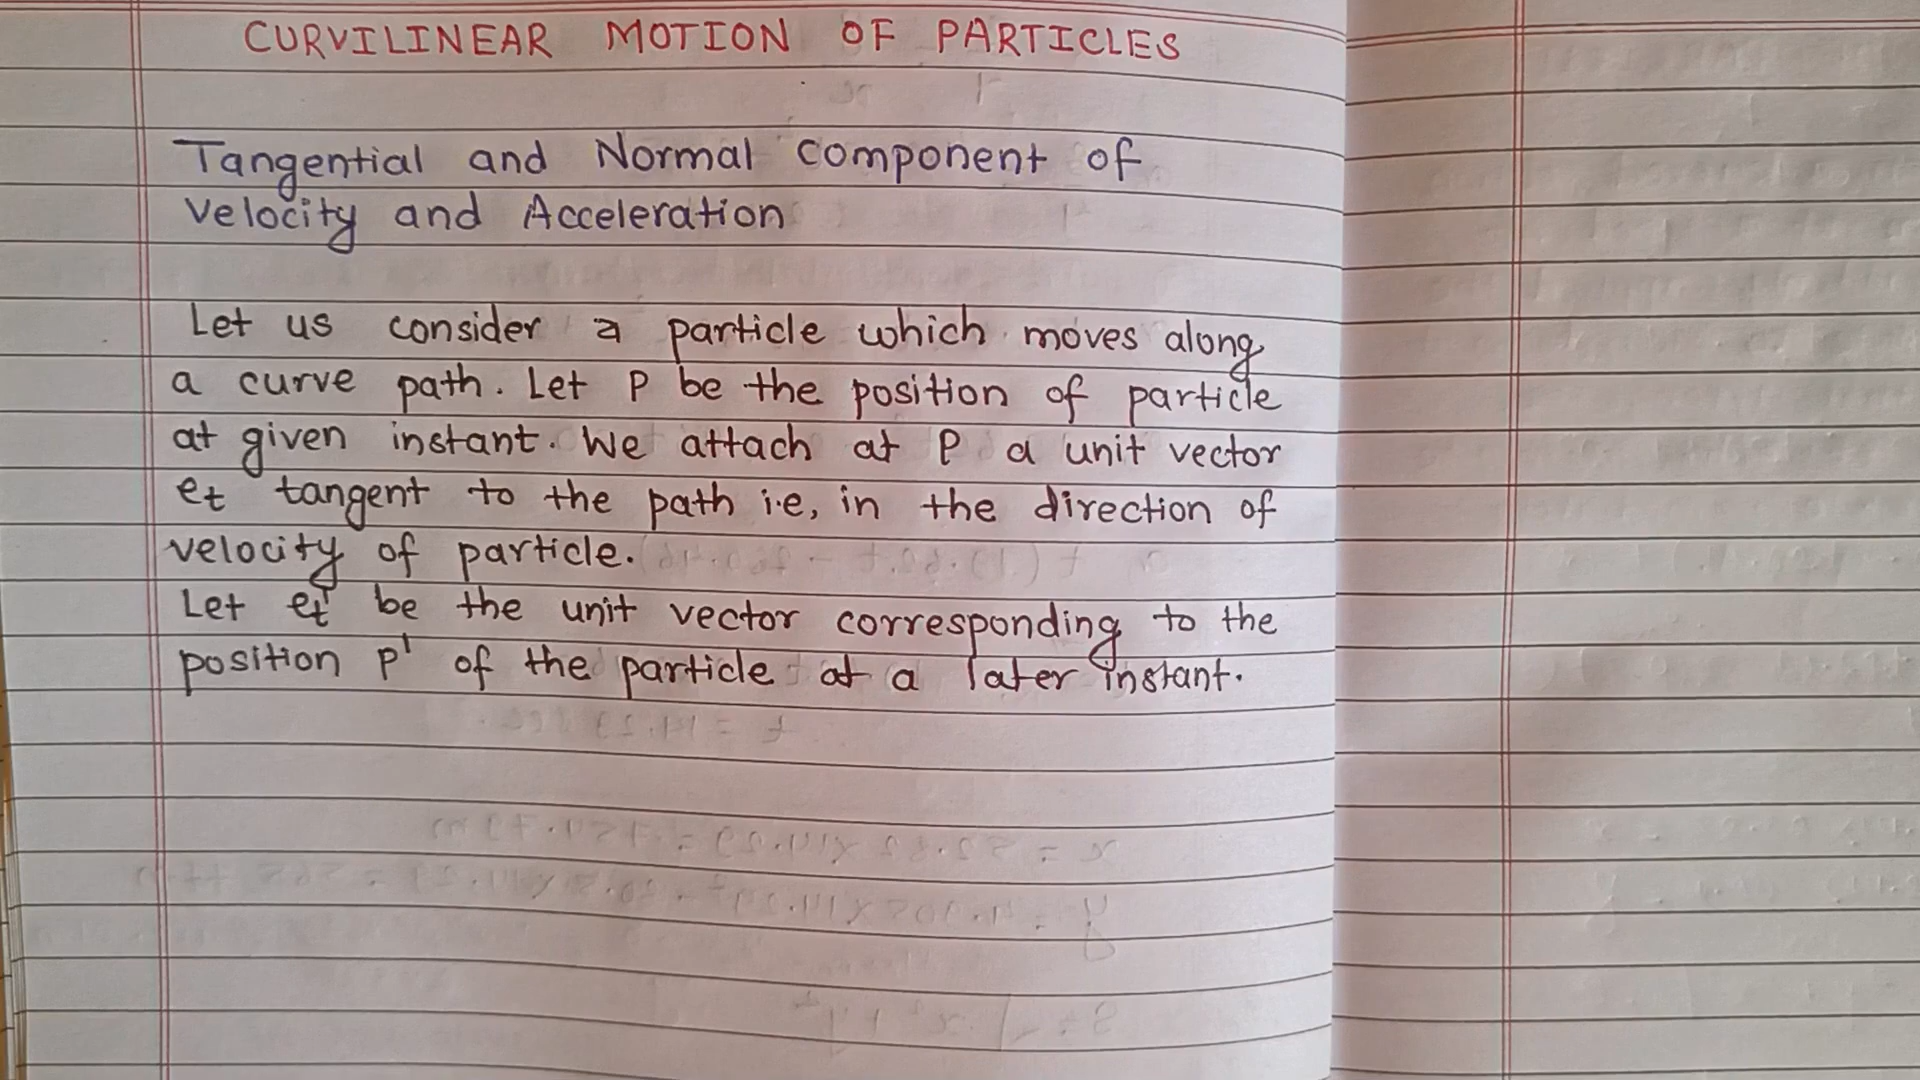 CURVILINEAR MOTION OF PARTICLES
Tangential and Normal component of
velocity and Acceleration
Let us consider a particle which moves along
a curve path. Let P be the position of particle
at given instant. We attach at P a unit vector
et tangent to the path i.e, in the direction of
velocity of particle.
Let et' be the unit vector corresponding to the
position P' of the particle at a later instant.